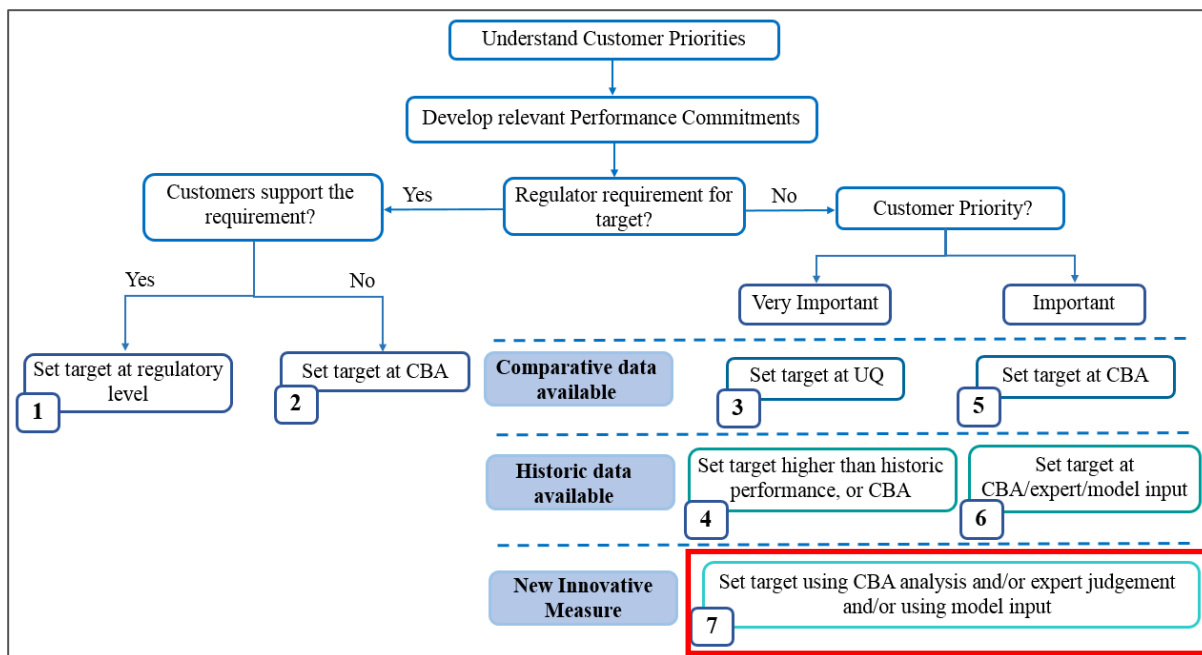 Understand Customer Priorities
Develop relevant Performance Commitments
Customers support the
requirement?
Yes
Regulator requirement for
target?
No
Customer Priority?
Yes
No
Very Important
Important
Set target at regulatory
level
1
Set target at CBA
2
Comparative data
available
Set target at UQ
3
Set target at CBA
5
Historic data
available
Set target higher than historic
performance, or CBA
4
Set target at
CBA/expert/model input
6
New Innovative
Measure
Set target using CBA analysis and/or expert judgement
and/or using model input
7